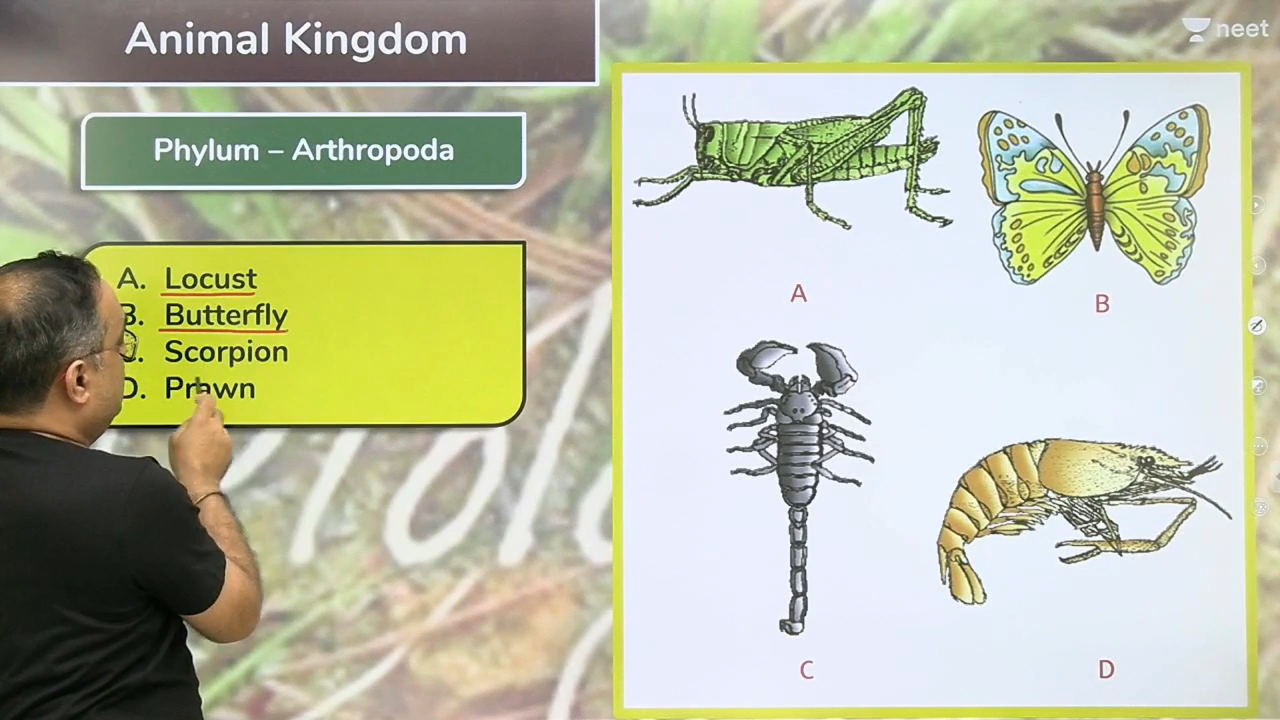 Animal Kingdom
neet
Phylum – Arthropoda
A. Locust
B. Butterfly
C. Scorpion
D. Prawn
A
B
C
D